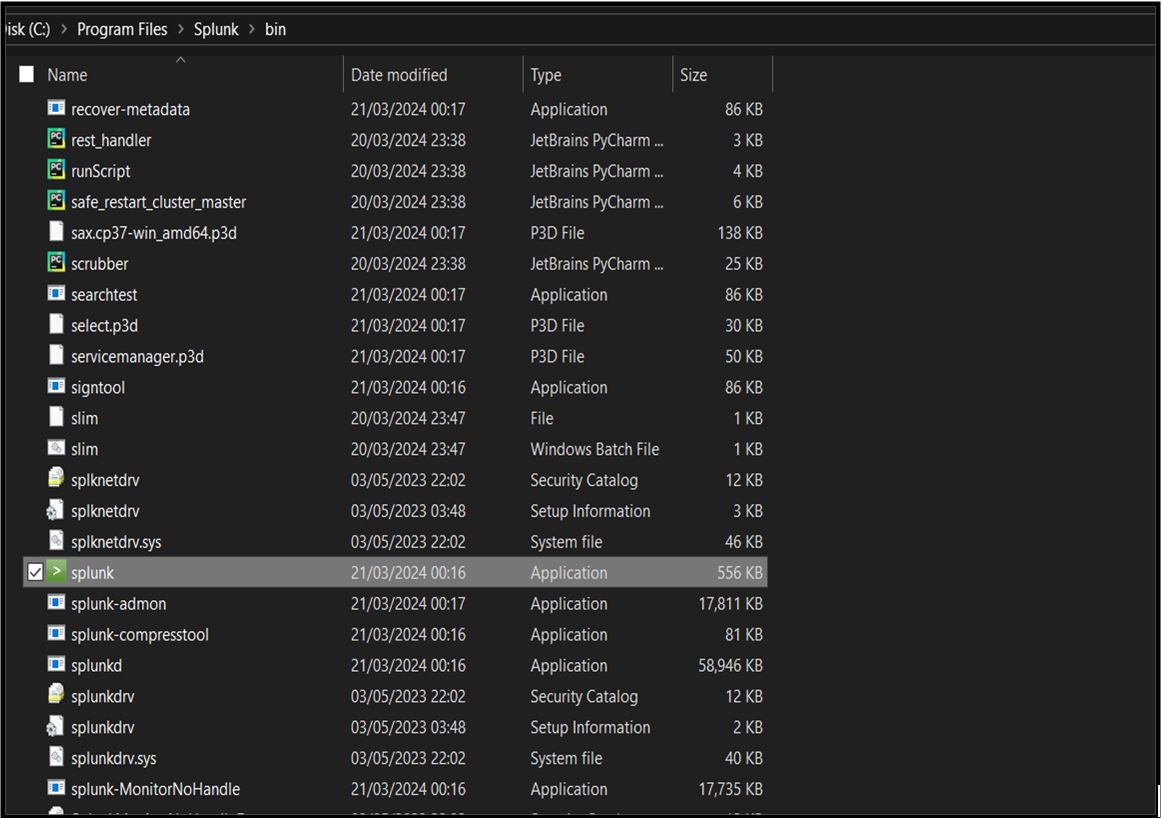 isk (C:) > Program Files > Splunk > bin
Name Date modified Type Size
recover-metadata 21/03/2024 00:17 Application 86 KB
rest_handler 20/03/2024 23:38 JetBrains PyCharm ... 3 KB
runScript 20/03/2024 23:38 JetBrains PyCharm ... 4 KB
safe_restart_cluster_master 20/03/2024 23:38 JetBrains PyCharm ... 6 KB
sax.cp37-win_amd64.p3d 21/03/2024 00:17 P3D File 138 KB
scrubber 20/03/2024 23:38 JetBrains PyCharm ... 25 KB
searchtest 21/03/2024 00:17 Application 86 KB
select.p3d 21/03/2024 00:17 P3D File 30 KB
servicemanager.p3d 21/03/2024 00:17 P3D File 50 KB
signtool 21/03/2024 00:16 Application 86 KB
slim 20/03/2024 23:47 File 1 KB
slim 20/03/2024 23:47 Windows Batch File 1 KB
splknetdrv 03/05/2023 22:02 Security Catalog 12 KB
splknetdrv 03/05/2023 03:48 Setup Information 3 KB
splknetdrv.sys 03/05/2023 22:02 System file 46 KB
splunk 21/03/2024 00:16 Application 556 KB
splunk-admon 21/03/2024 00:17 Application 17,811 KB
splunk-compresstool 21/03/2024 00:16 Application 81 KB
splunkd 21/03/2024 00:16 Application 58,946 KB
splunkdrv 03/05/2023 22:02 Security Catalog 12 KB
splunkdrv 03/05/2023 03:48 Setup Information 2 KB
splunkdrv.sys 03/05/2023 22:02 System file 40 KB
splunk-MonitorNoHandle 21/03/2024 00:16 Application 17,735 KB